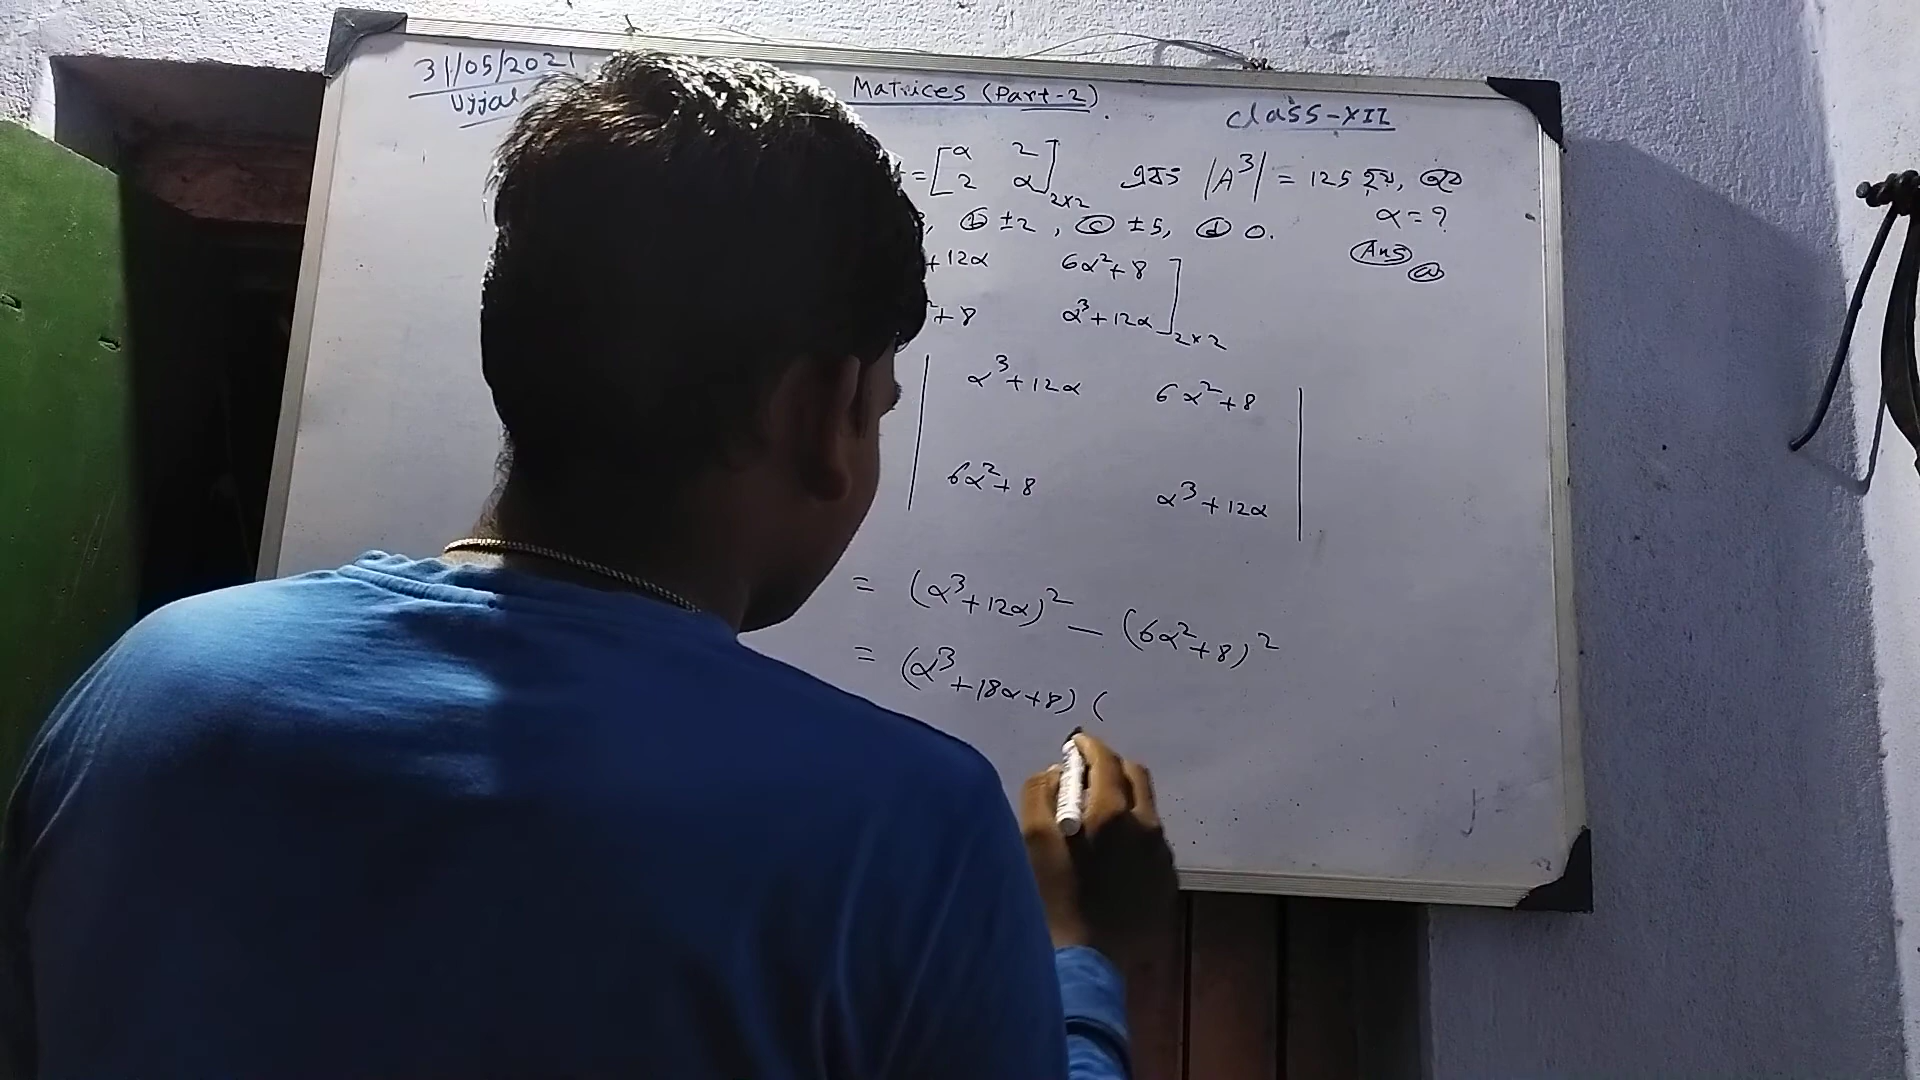 31/05/2021
Matrices (Part-2).
Ujjal
class-XII
= [α 2
2 α]₂ₓ₂ এবং |A³| = 125 হয়, তবে
α = ?
, ⓑ ±2, ⓒ ±5, ⓓ 0.
Ans ⓐ
+ 12α 6α²+8
+8 α³+12α]₂ₓ₂
| α³+12α 6α²+8 |
| 6α²+8 α³+12α |
= (α³+12α)² — (6α²+8)²
= (α³+18α+8) (